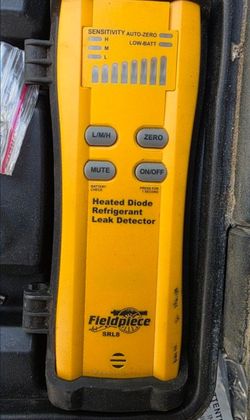 SENSITIVITY AUTO-ZERO
H
M LOW-BATT
L
L/M/H ZERO
MUTE ON/OFF
BATTERY CHECK PRESS FOR 1 SECOND
Heated Diode
Refrigerant
Leak Detector
Fieldpiece
SRL8